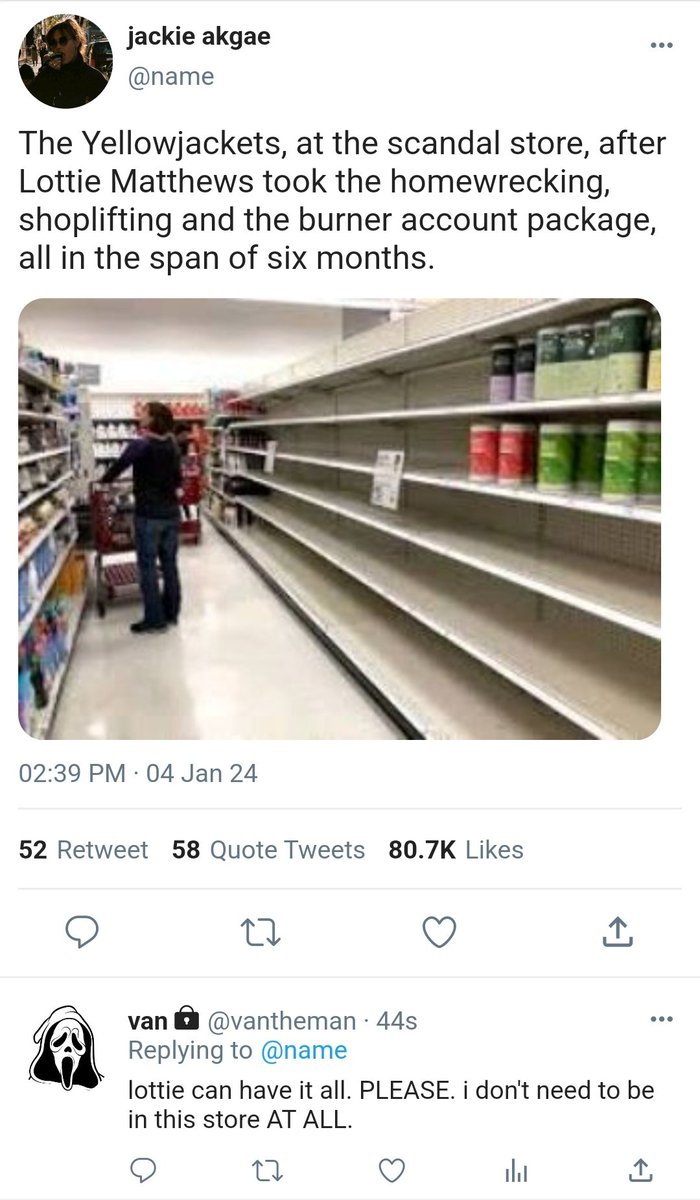 jackie akgae
@name
The Yellowjackets, at the scandal store, after
Lottie Matthews took the homewrecking,
shoplifting and the burner account package,
all in the span of six months.
02:39 PM · 04 Jan 24
52 Retweet 58 Quote Tweets 80.7K Likes
van 🔒 @vantheman · 44s
Replying to @name
lottie can have it all. PLEASE. i don't need to be
in this store AT ALL.